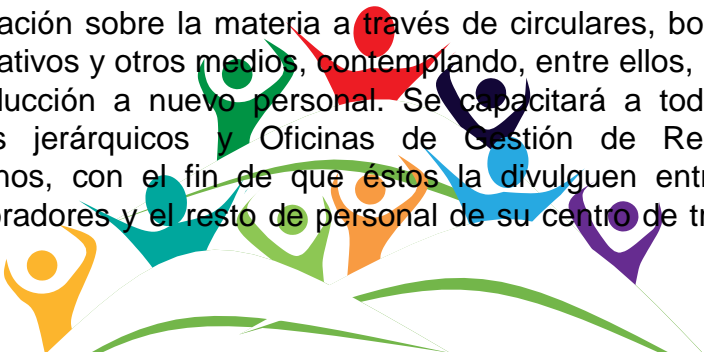 ación sobre la materia a través de circulares, bo
ativos y otros medios, contemplando, entre ellos,
ducción a nuevo personal. Se capacitará a tod
s jerárquicos y Oficinas de Gestión de Re
nos, con el fin de que éstos la divulguen entr
oradores y el resto de personal de su centro de tr